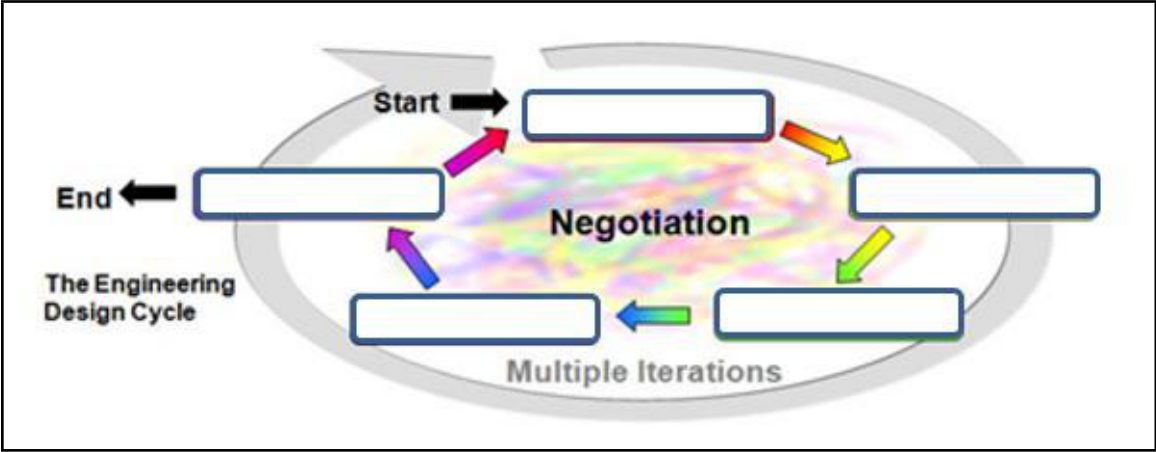 Start
End
Negotiation
The Engineering
Design Cycle
Multiple Iterations